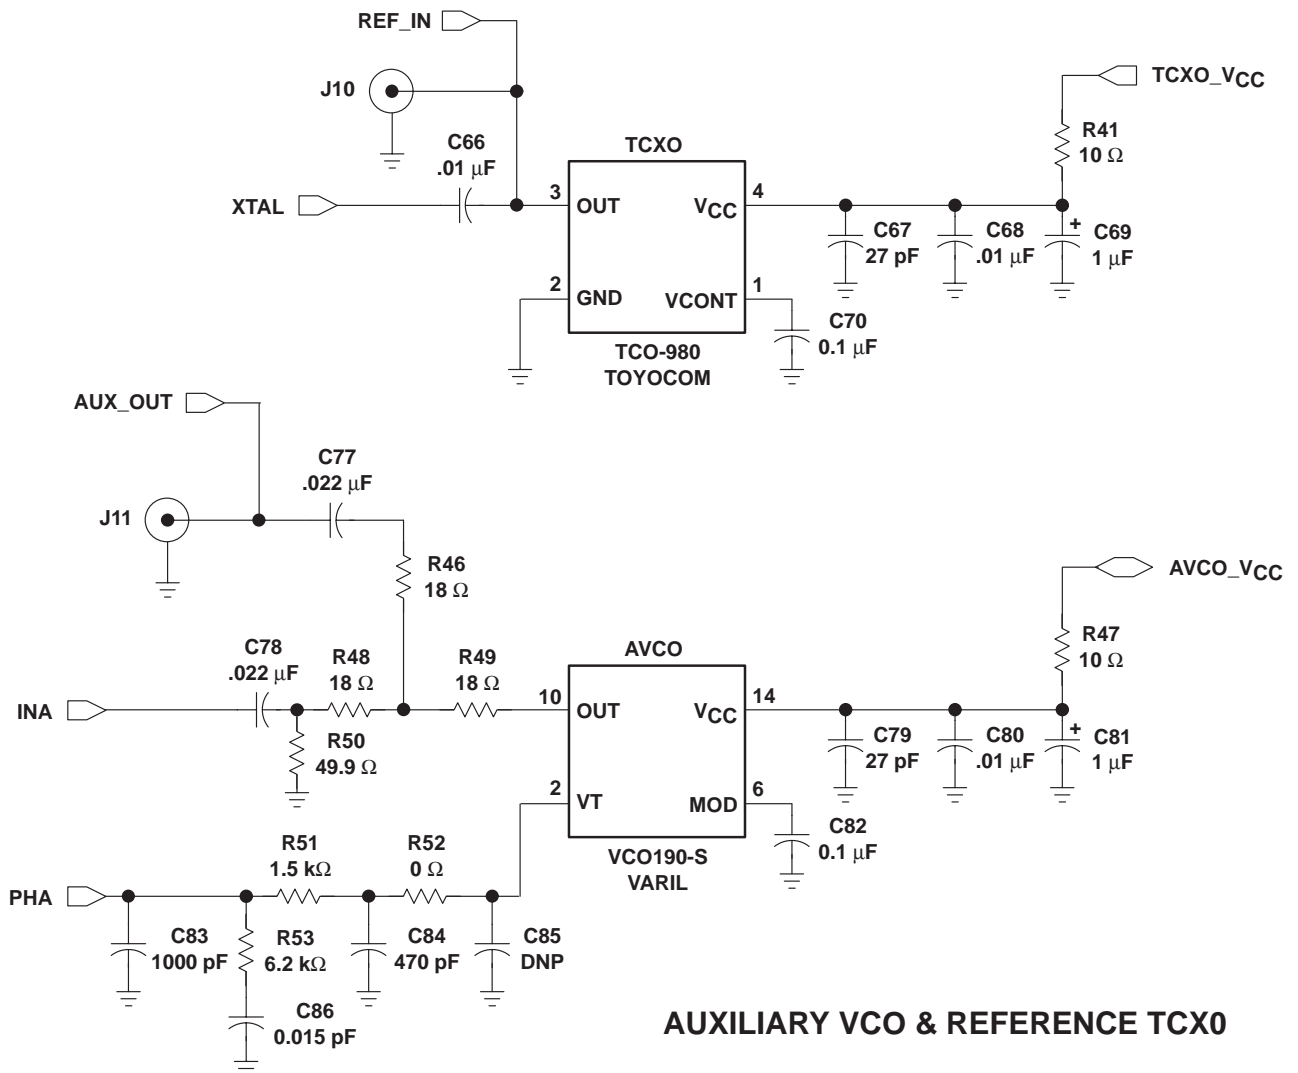 REF_IN
J10
TCXO_VCC
R41
10 Ω
C66
.01 µF
TCXO
XTAL
3
OUT
VCC
4
C67
27 pF
C68
.01 µF
+
C69
1 µF
2
GND
VCONT
1
C70
0.1 µF
TCO-980
TOYOCOM
AUX_OUT
C77
.022 µF
J11
R46
18 Ω
AVCO_VCC
R47
10 Ω
C78
.022 µF
R48
18 Ω
R49
18 Ω
AVCO
INA
10
OUT
VCC
14
R50
49.9 Ω
C79
27 pF
C80
.01 µF
+
C81
1 µF
2
VT
MOD
6
C82
0.1 µF
R51
1.5 kΩ
R52
0 Ω
VCO190-S
VARIL
PHA
C83
1000 pF
R53
6.2 kΩ
C84
470 pF
C85
DNP
C86
0.015 pF
AUXILIARY VCO & REFERENCE TCX0